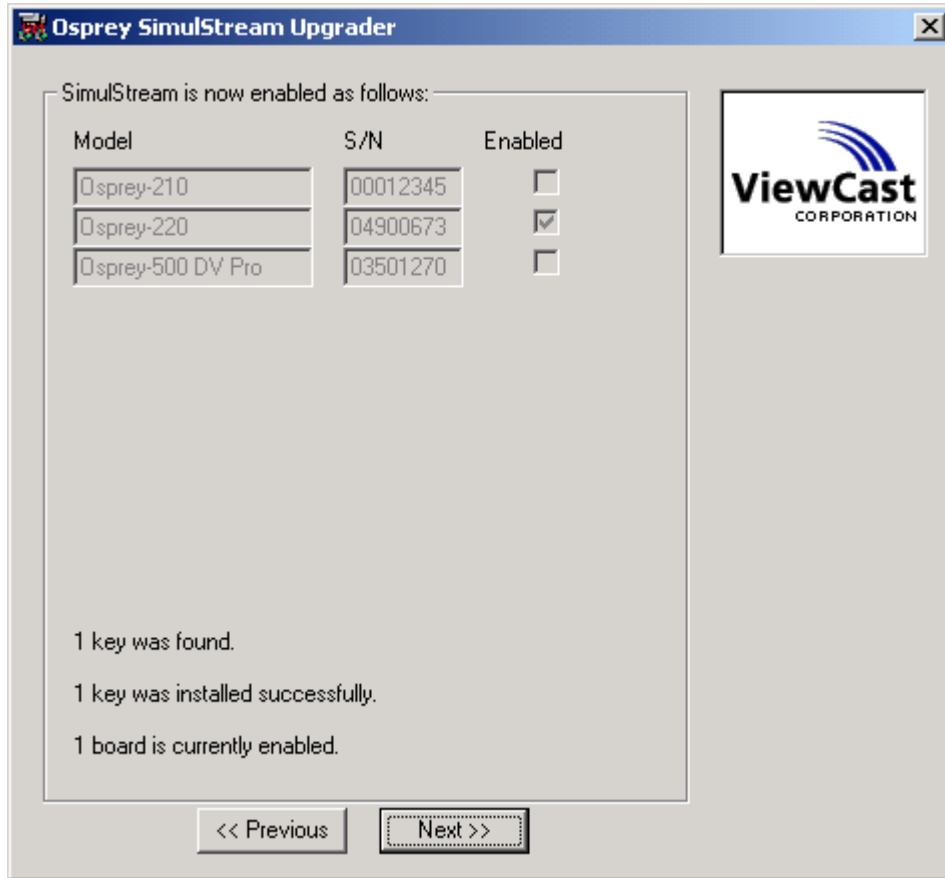 Osprey SimulStream Upgrader
SimulStream is now enabled as follows:
Model S/N Enabled
Osprey-210 00012345
Osprey-220 04900673
Osprey-500 DV Pro 03501270
ViewCast
CORPORATION
1 key was found.
1 key was installed successfully.
1 board is currently enabled.
<< Previous Next >>